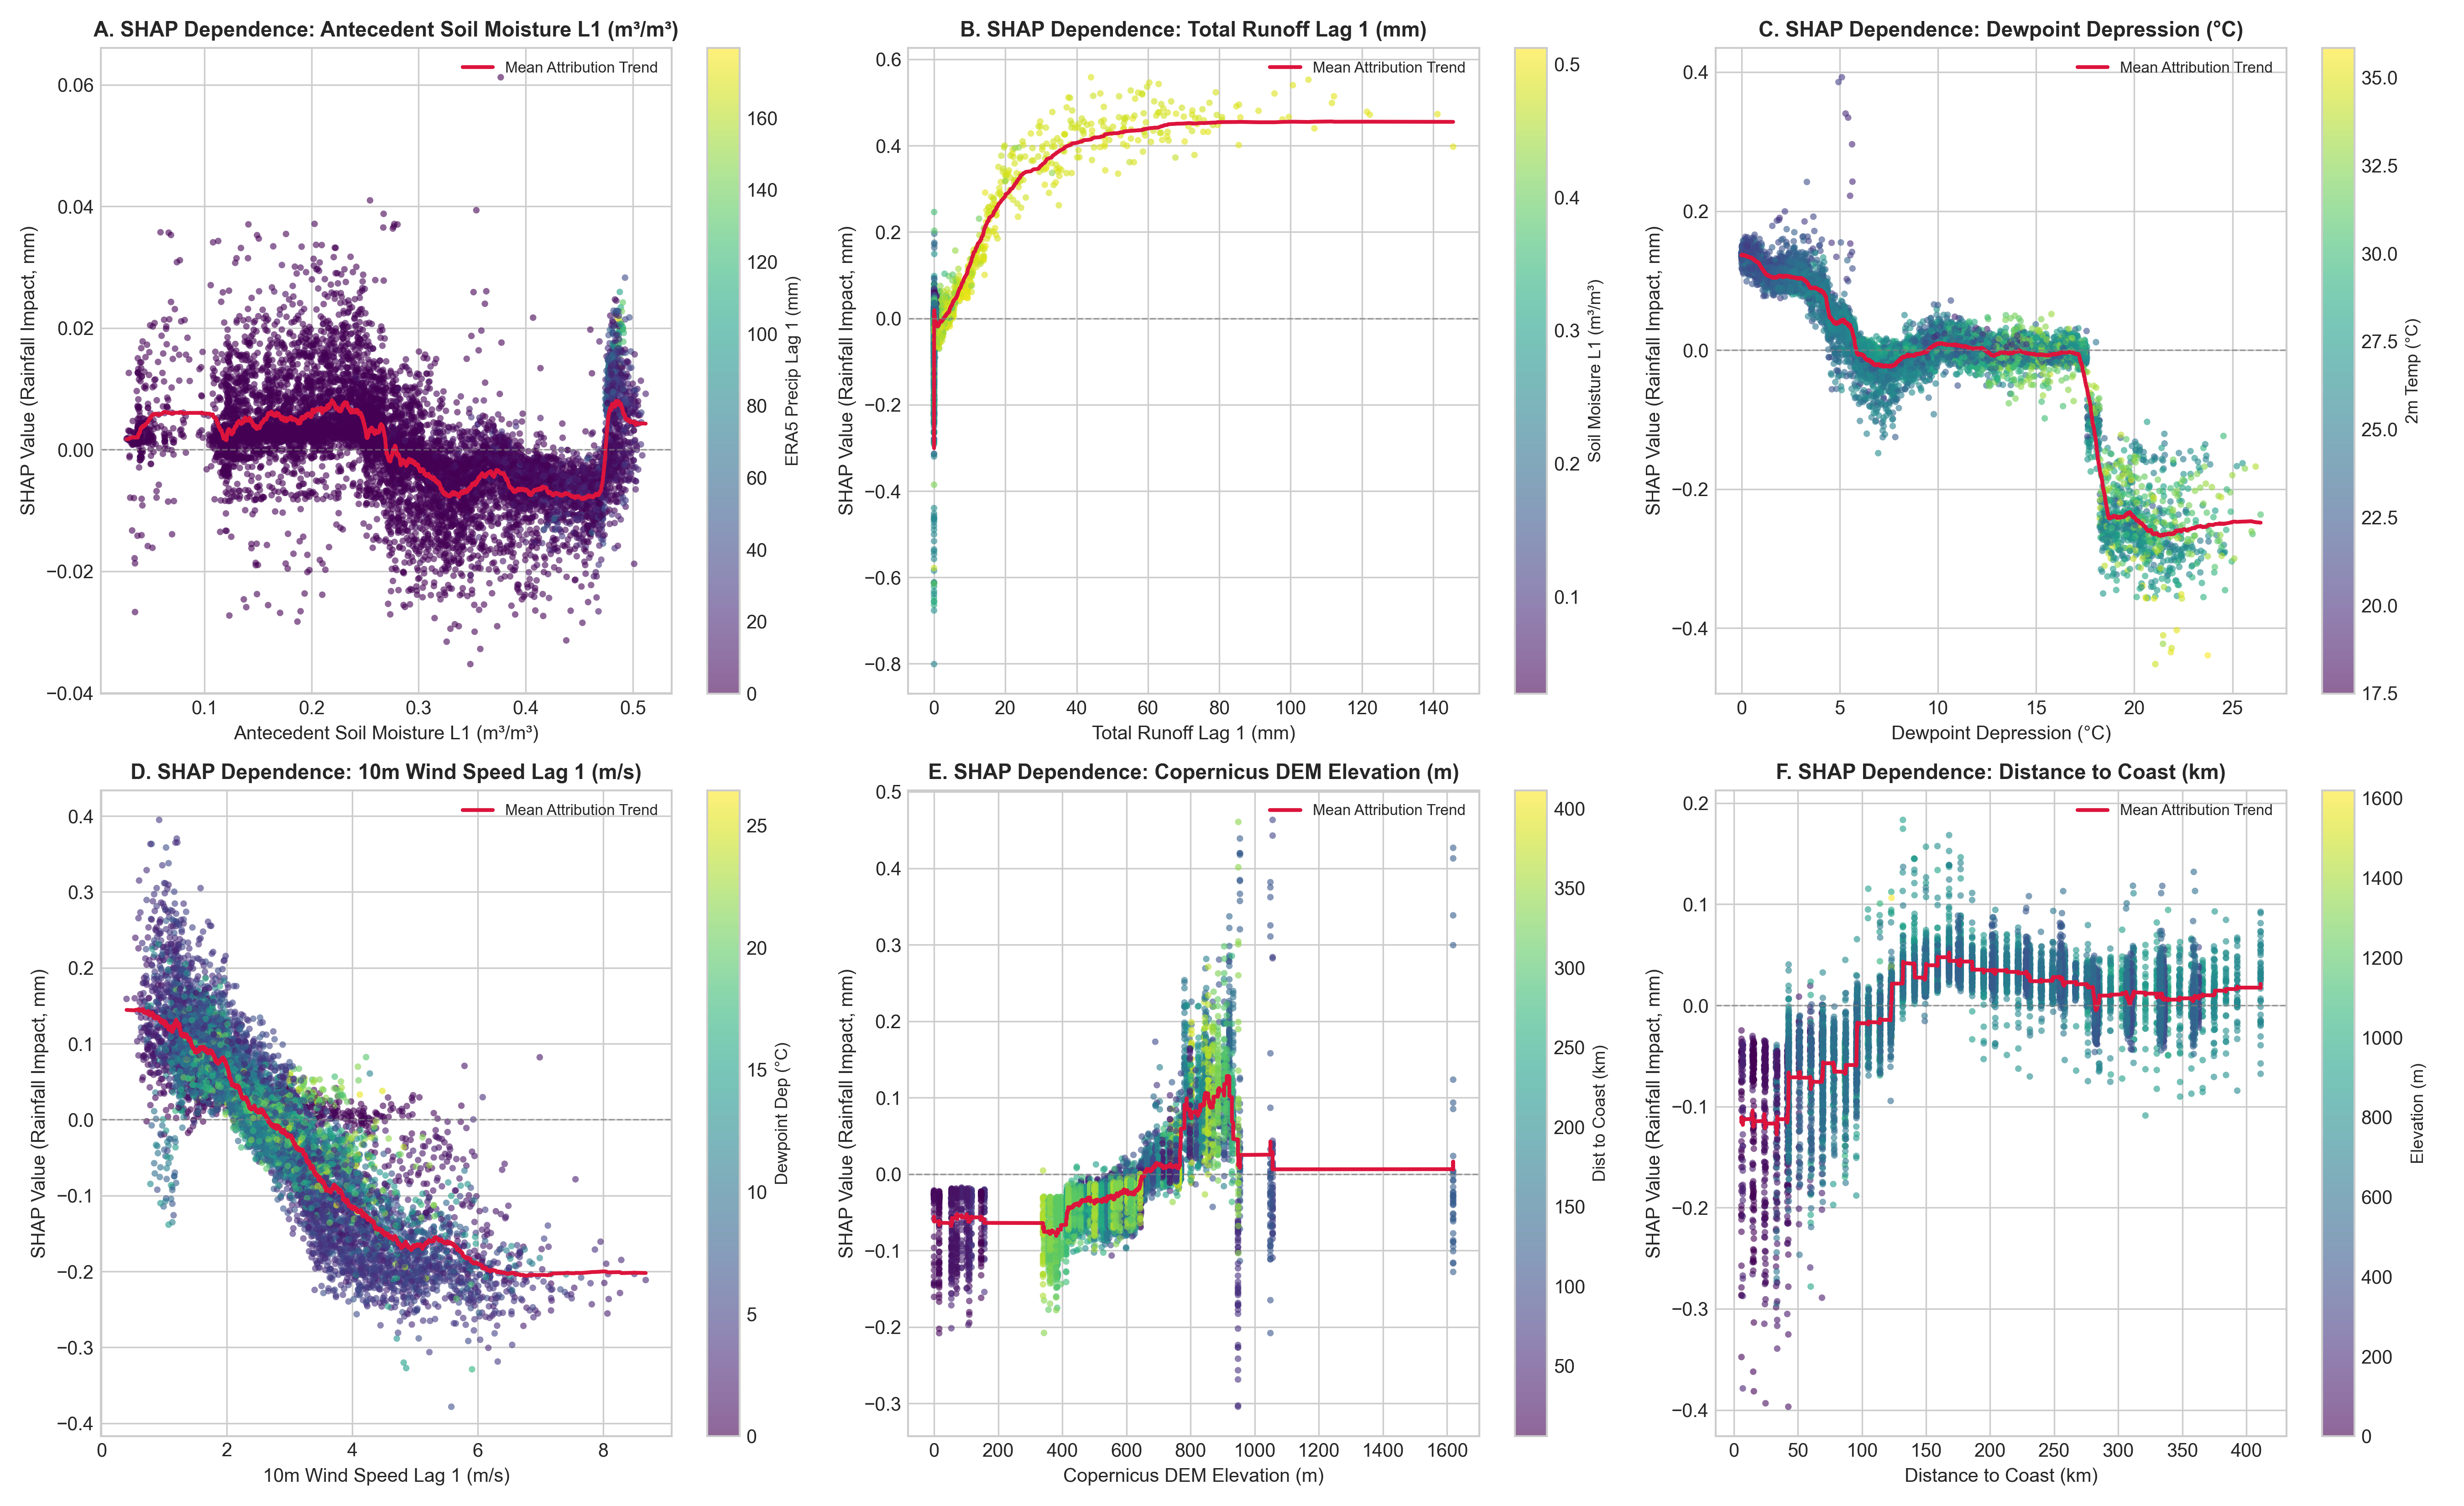 A. SHAP Dependence: Antecedent Soil Moisture L1 (m³/m³)
Mean Attribution Trend
SHAP Value (Rainfall Impact, mm)
0.06
0.04
0.02
0.00
−0.02
−0.04
0.1 0.2 0.3 0.4 0.5
Antecedent Soil Moisture L1 (m³/m³)
160
140
120
100
80
60
40
20
0
ERA5 Precip Lag 1 (mm)
B. SHAP Dependence: Total Runoff Lag 1 (mm)
Mean Attribution Trend
SHAP Value (Rainfall Impact, mm)
0.6
0.4
0.2
0.0
−0.2
−0.4
−0.6
−0.8
0 20 40 60 80 100 120 140
Total Runoff Lag 1 (mm)
0.5
0.4
0.3
0.2
0.1
Soil Moisture L1 (m³/m³)
C. SHAP Dependence: Dewpoint Depression (°C)
Mean Attribution Trend
SHAP Value (Rainfall Impact, mm)
0.4
0.2
0.0
−0.2
−0.4
0 5 10 15 20 25
Dewpoint Depression (°C)
35.0
32.5
30.0
27.5
25.0
22.5
20.0
17.5
2m Temp (°C)
D. SHAP Dependence: 10m Wind Speed Lag 1 (m/s)
Mean Attribution Trend
SHAP Value (Rainfall Impact, mm)
0.4
0.3
0.2
0.1
0.0
−0.1
−0.2
−0.3
−0.4
0 2 4 6 8
10m Wind Speed Lag 1 (m/s)
25
20
15
10
5
0
Dewpoint Dep (°C)
E. SHAP Dependence: Copernicus DEM Elevation (m)
Mean Attribution Trend
SHAP Value (Rainfall Impact, mm)
0.5
0.4
0.3
0.2
0.1
0.0
−0.1
−0.2
−0.3
0 200 400 600 800 1000 1200 1400 1600
Copernicus DEM Elevation (m)
400
350
300
250
200
150
100
50
Dist to Coast (km)
F. SHAP Dependence: Distance to Coast (km)
Mean Attribution Trend
SHAP Value (Rainfall Impact, mm)
0.2
0.1
0.0
−0.1
−0.2
−0.3
−0.4
0 50 100 150 200 250 300 350 400
Distance to Coast (km)
1600
1400
1200
1000
800
600
400
200
0
Elevation (m)